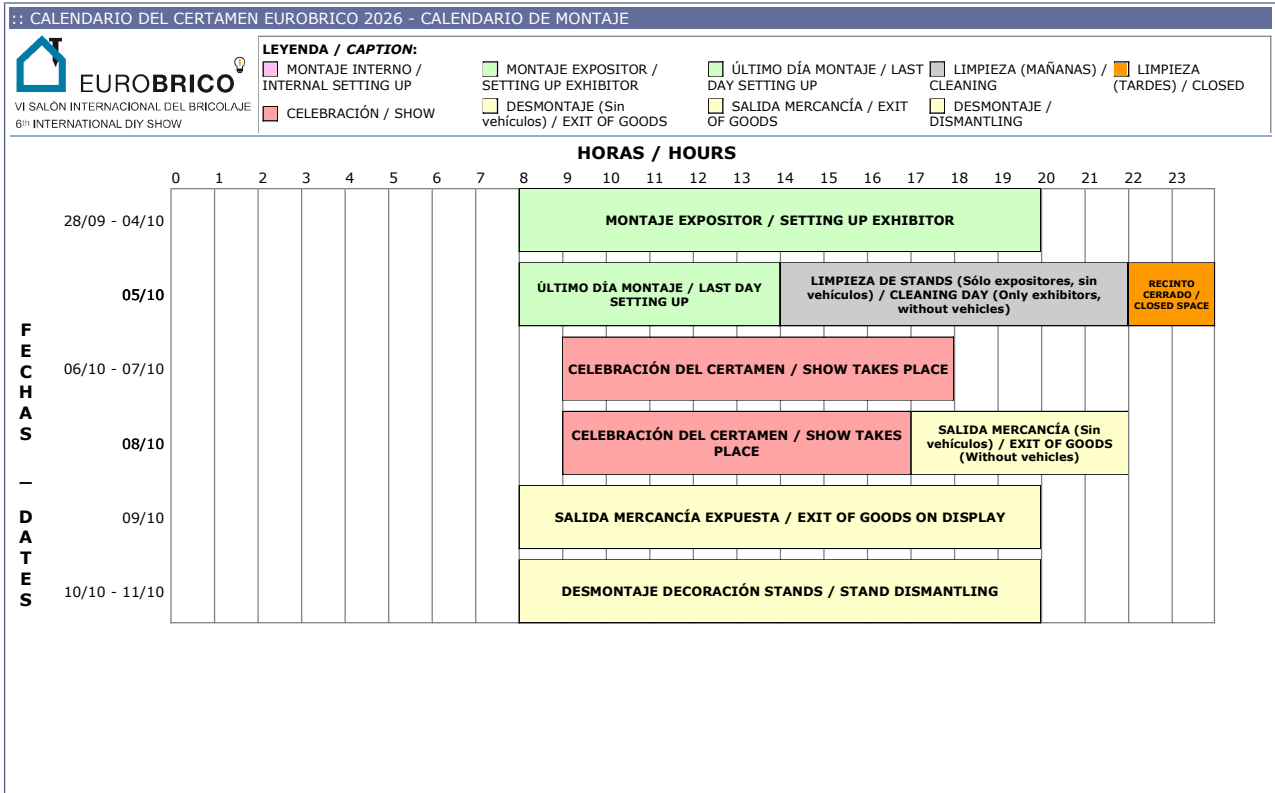 :: CALENDARIO DEL CERTAMEN EUROBRICO 2026 - CALENDARIO DE MONTAJE
EUROBRICO
VI SALÓN INTERNACIONAL DEL BRICOLAJE
6th INTERNATIONAL DIY SHOW
LEYENDA / CAPTION:
MONTAJE INTERNO /
INTERNAL SETTING UP
MONTAJE EXPOSITOR /
SETTING UP EXHIBITOR
ÚLTIMO DÍA MONTAJE / LAST
DAY SETTING UP
LIMPIEZA (MAÑANAS) /
CLEANING
LIMPIEZA
(TARDES) / CLOSED
CELEBRACIÓN / SHOW
DESMONTAJE (Sin
vehículos) / EXIT OF GOODS
SALIDA MERCANCÍA / EXIT
OF GOODS
DESMONTAJE /
DISMANTLING
HORAS / HOURS
0 1 2 3 4 5 6 7 8 9 10 11 12 13 14 15 16 17 18 19 20 21 22 23
FECHAS – DATES
28/09 - 04/10
MONTAJE EXPOSITOR / SETTING UP EXHIBITOR
05/10
ÚLTIMO DÍA MONTAJE / LAST DAY
SETTING UP
LIMPIEZA DE STANDS (Sólo expositores, sin
vehículos) / CLEANING DAY (Only exhibitors,
without vehicles)
RECINTO
CERRADO /
CLOSED SPACE
06/10 - 07/10
CELEBRACIÓN DEL CERTAMEN / SHOW TAKES PLACE
08/10
CELEBRACIÓN DEL CERTAMEN / SHOW TAKES
PLACE
SALIDA MERCANCÍA (Sin
vehículos) / EXIT OF GOODS
(Without vehicles)
09/10
SALIDA MERCANCÍA EXPUESTA / EXIT OF GOODS ON DISPLAY
10/10 - 11/10
DESMONTAJE DECORACIÓN STANDS / STAND DISMANTLING